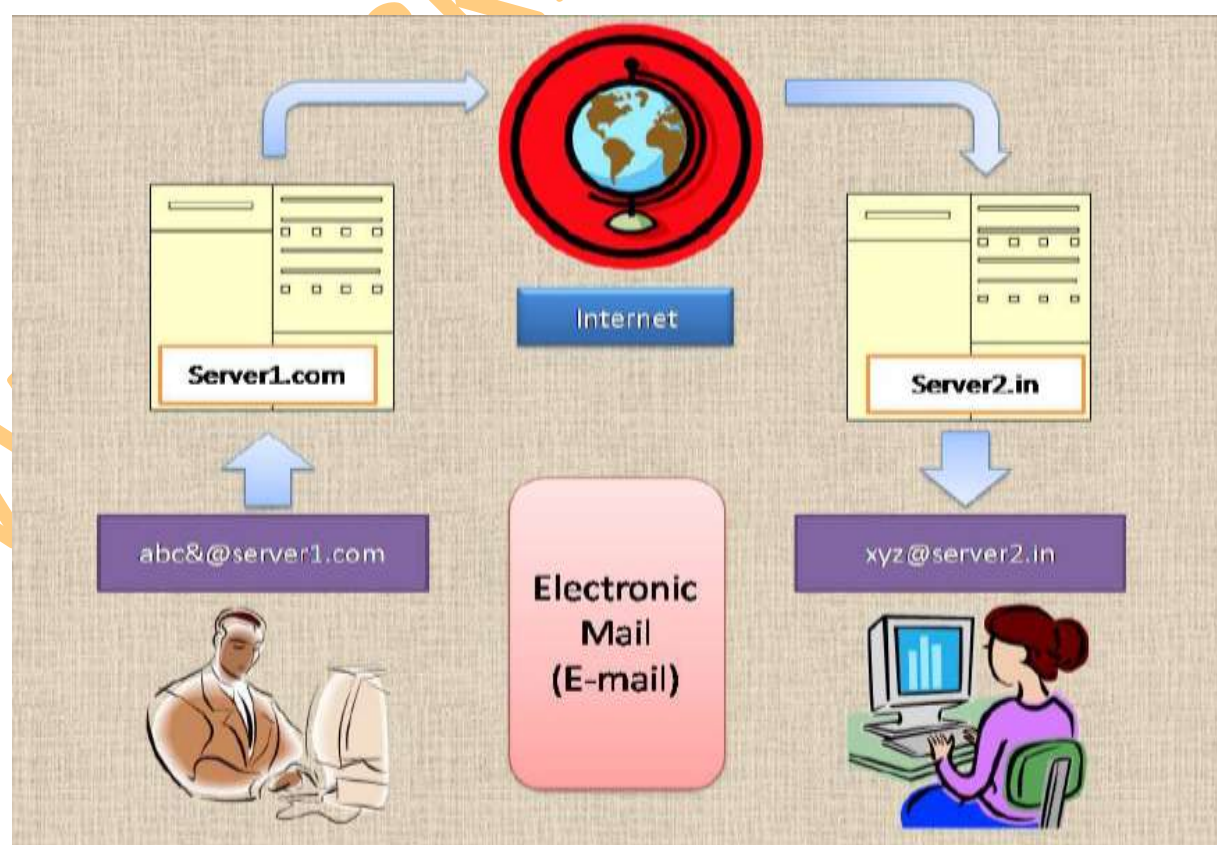 Internet
Server1.com
Server2.in
abc&@server1.com
xyz@server2.in
Electronic
Mail
(E-mail)